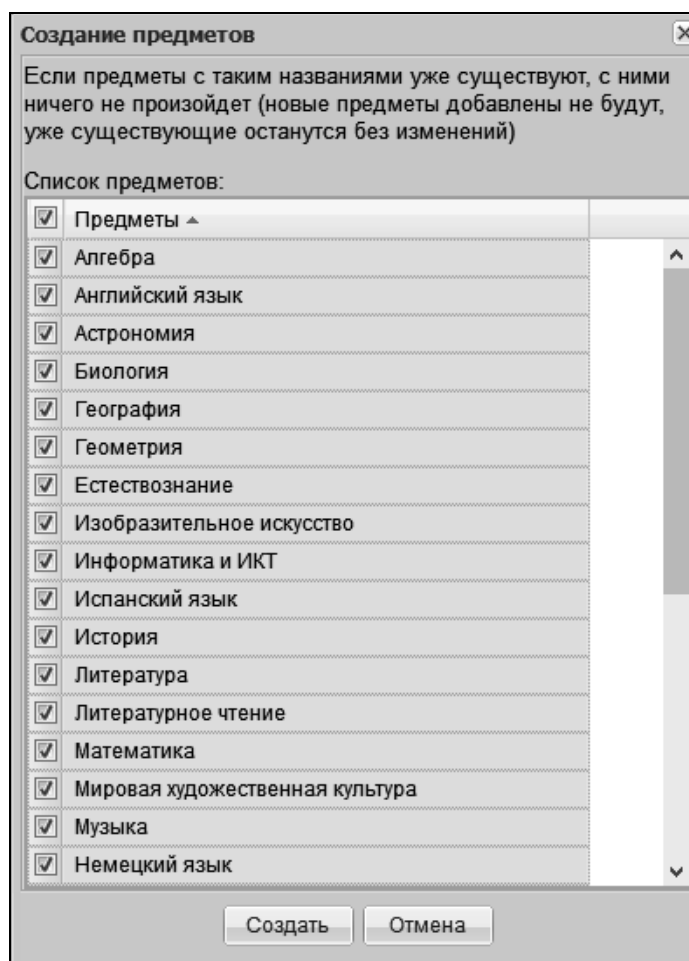 Создание предметов
Если предметы с таким названиями уже существуют, с ними
ничего не произойдет (новые предметы добавлены не будут,
уже существующие останутся без изменений)
Список предметов:
Предметы
Алгебра
Английский язык
Астрономия
Биология
География
Геометрия
Естествознание
Изобразительное искусство
Информатика и ИКТ
Испанский язык
История
Литература
Литературное чтение
Математика
Мировая художественная культура
Музыка
Немецкий язык
Создать Отмена